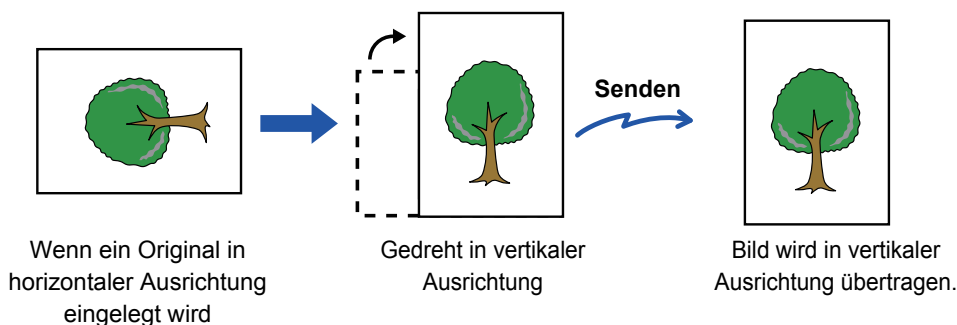 Senden
Wenn ein Original in
horizontaler Ausrichtung
eingelegt wird
Gedreht in vertikaler
Ausrichtung
Bild wird in vertikaler
Ausrichtung übertragen.